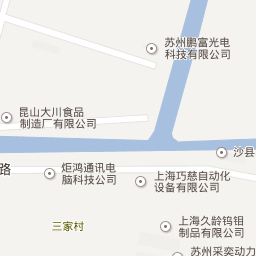 苏州鹏富光电
科技有限公司
昆山大川食品
制造厂有限公司
沙县
路
炬鸿通讯电
脑科技公司
上海巧慈自动化
设备有限公司
上海久龄钨钼
制品有限公司
三家村
苏州采奕动力